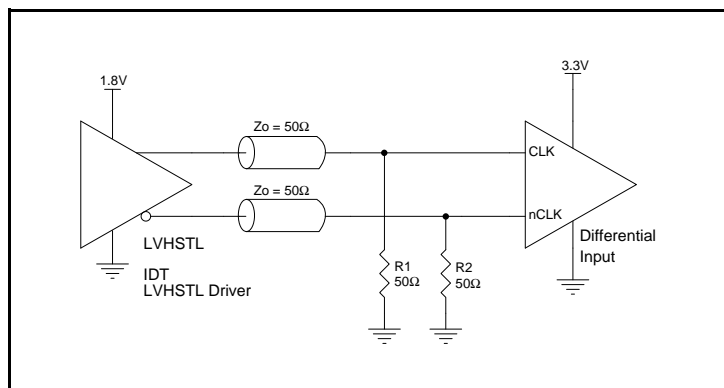 1.8V
3.3V
Zo = 50Ω
CLK
Zo = 50Ω
nCLK
LVHSTL
Differential
Input
IDT
LVHSTL Driver
R1
50Ω
R2
50Ω